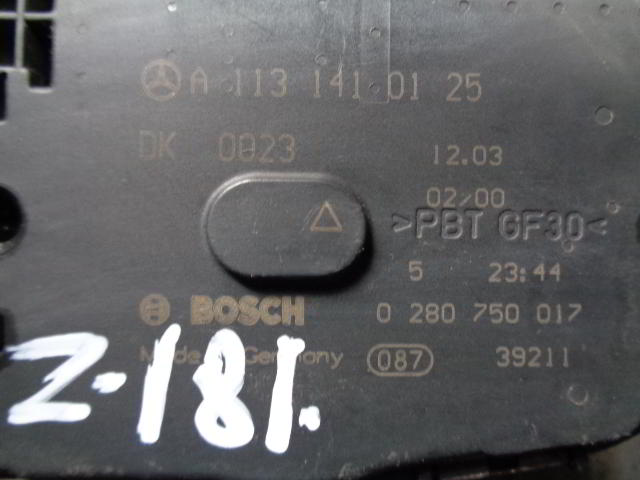 A 113 141 01 25
DK 0023 12.03
02/00
>PBT GF30<
5 23:44
BOSCH 0 280 750 017
Made in Germany 087 39211
Z-181.